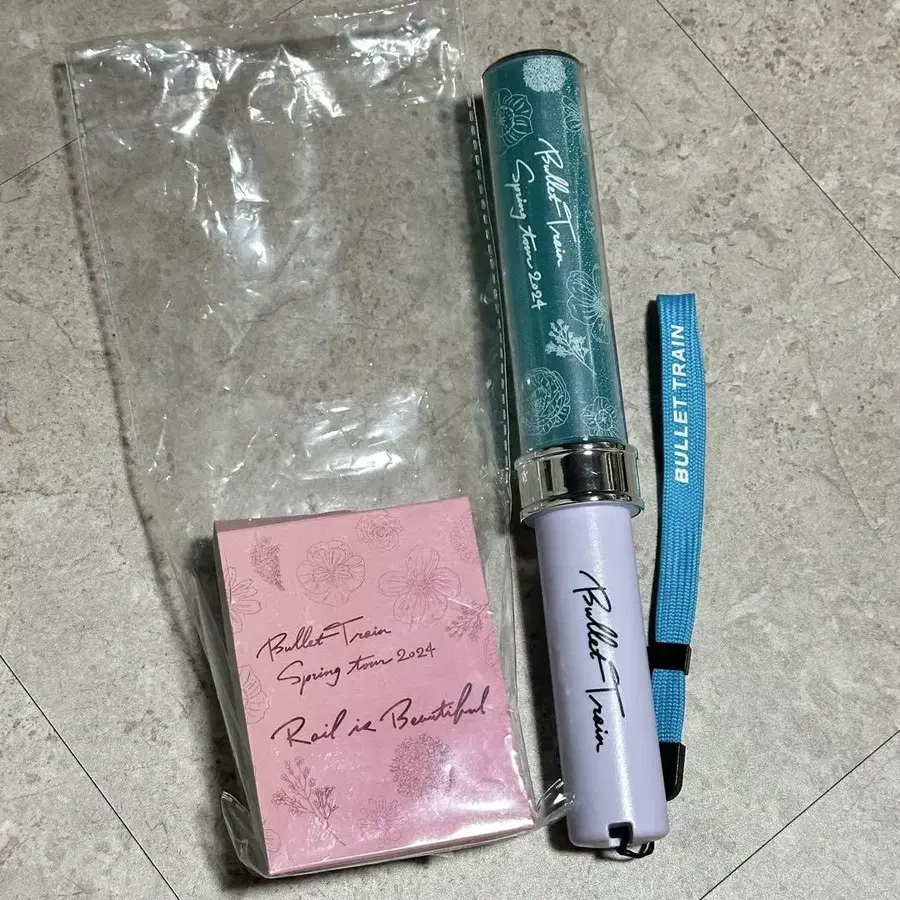 Bullet Train
Spring tour 2024
BULLET TRAIN
Bullet Train
Bullet Train
Spring tour 2024
Rail is Beautiful